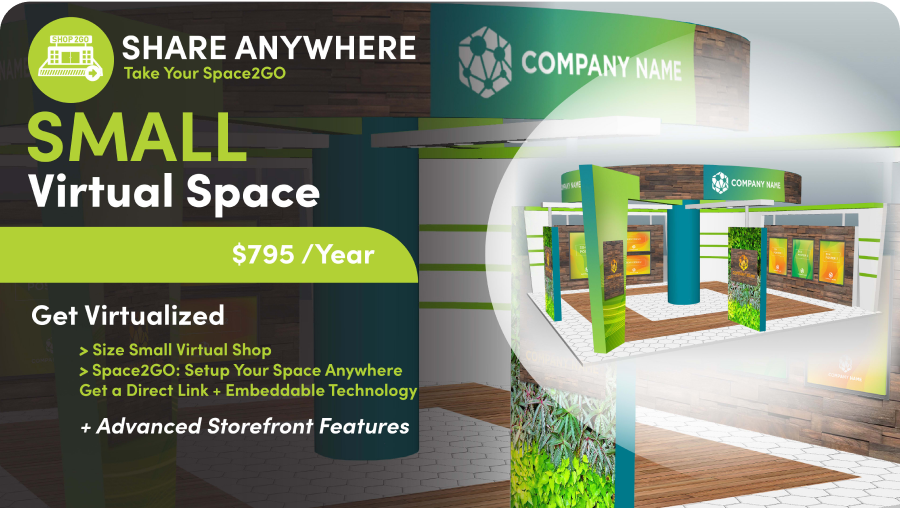 SHOP 2GO
SHARE ANYWHERE
Take Your Space2GO
SMALL
Virtual Space
$795 /Year
Get Virtualized
> Size Small Virtual Shop
> Space2GO: Setup Your Space Anywhere
Get a Direct Link + Embeddable Technology
+ Advanced Storefront Features
COMPANY NAME
COMPANY NAME